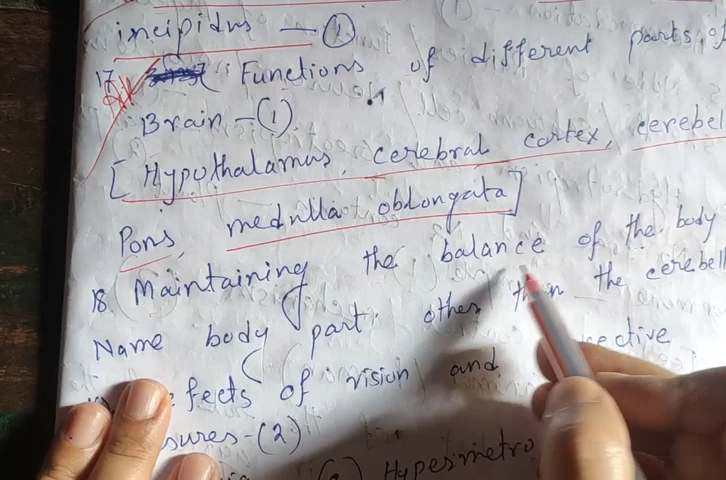 incipidus - (1)
17. Functions of different parts of
Brain - (1)
[Hypothalamus, cerebral cortex, cerebel
Pons, medulla oblongata]
18. Maintaining the balance of the body
Name body part other than the cerebell
fects of vision and ective
sures - (2)
Hypermetro